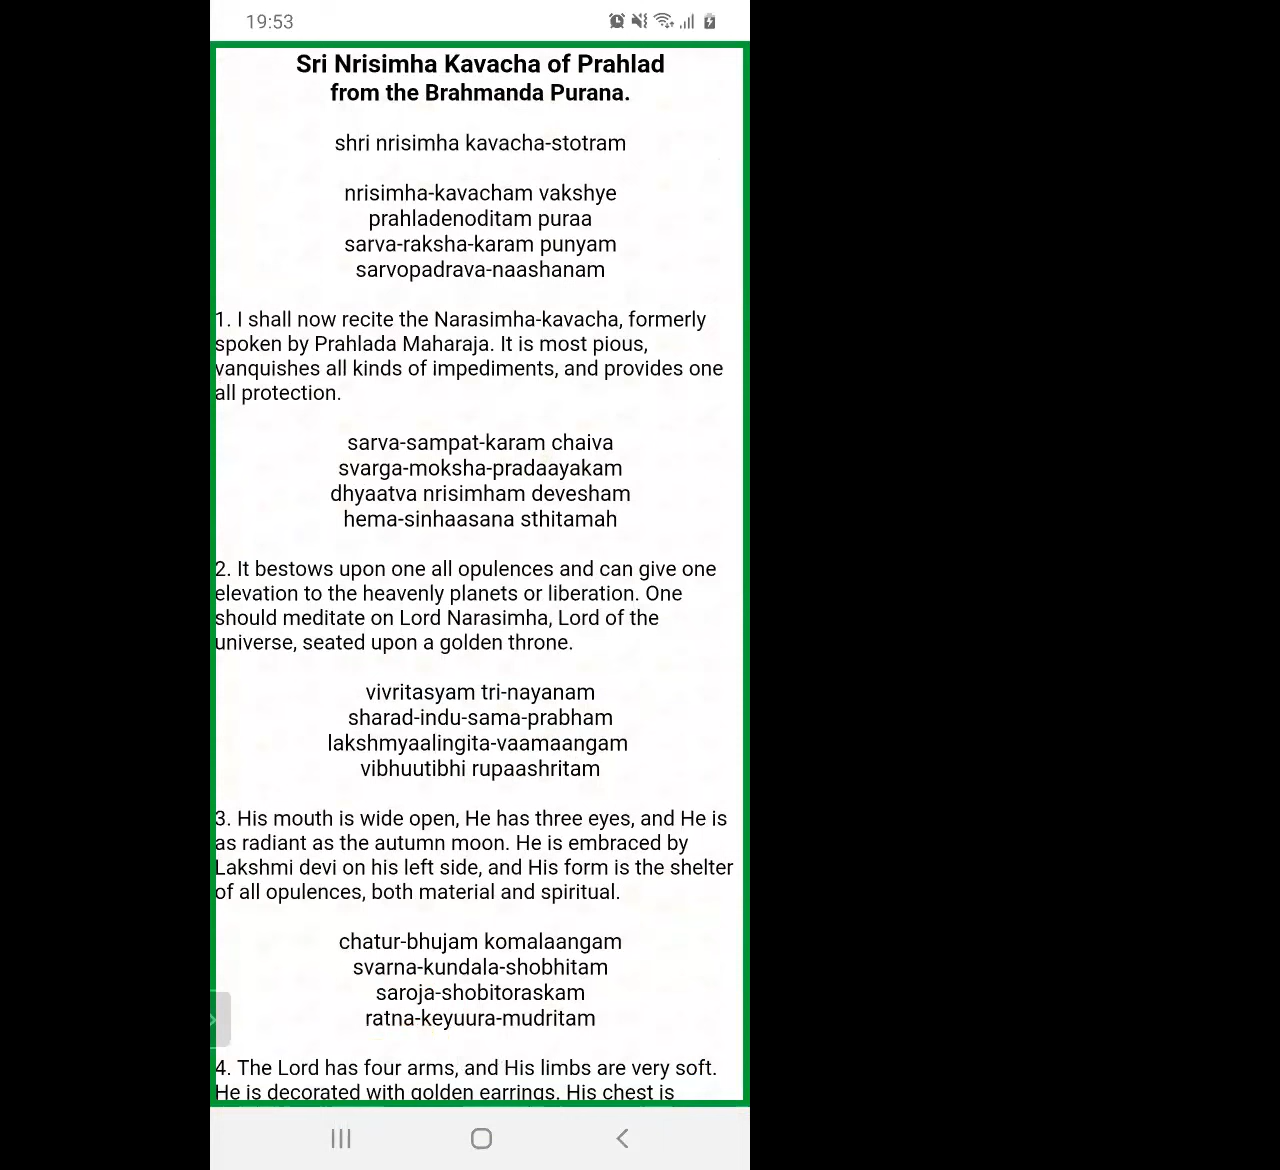 19:53
Sri Nrisimha Kavacha of Prahlad
from the Brahmanda Purana.
shri nrisimha kavacha-stotram
nrisimha-kavacham vakshye
prahladenoditam puraa
sarva-raksha-karam punyam
sarvopadrava-naashanam
1. I shall now recite the Narasimha-kavacha, formerly
spoken by Prahlada Maharaja. It is most pious,
vanquishes all kinds of impediments, and provides one
all protection.
sarva-sampat-karam chaiva
svarga-moksha-pradaayakam
dhyaatva nrisimham devesham
hema-sinhaasana sthitamah
2. It bestows upon one all opulences and can give one
elevation to the heavenly planets or liberation. One
should meditate on Lord Narasimha, Lord of the
universe, seated upon a golden throne.
vivritasyam tri-nayanam
sharad-indu-sama-prabham
lakshmyaalingita-vaamaangam
vibhuutibhi rupaashritam
3. His mouth is wide open, He has three eyes, and He is
as radiant as the autumn moon. He is embraced by
Lakshmi devi on his left side, and His form is the shelter
of all opulences, both material and spiritual.
chatur-bhujam komalaangam
svarna-kundala-shobhitam
saroja-shobitoraskam
ratna-keyuura-mudritam
4. The Lord has four arms, and His limbs are very soft.
He is decorated with golden earrings. His chest is